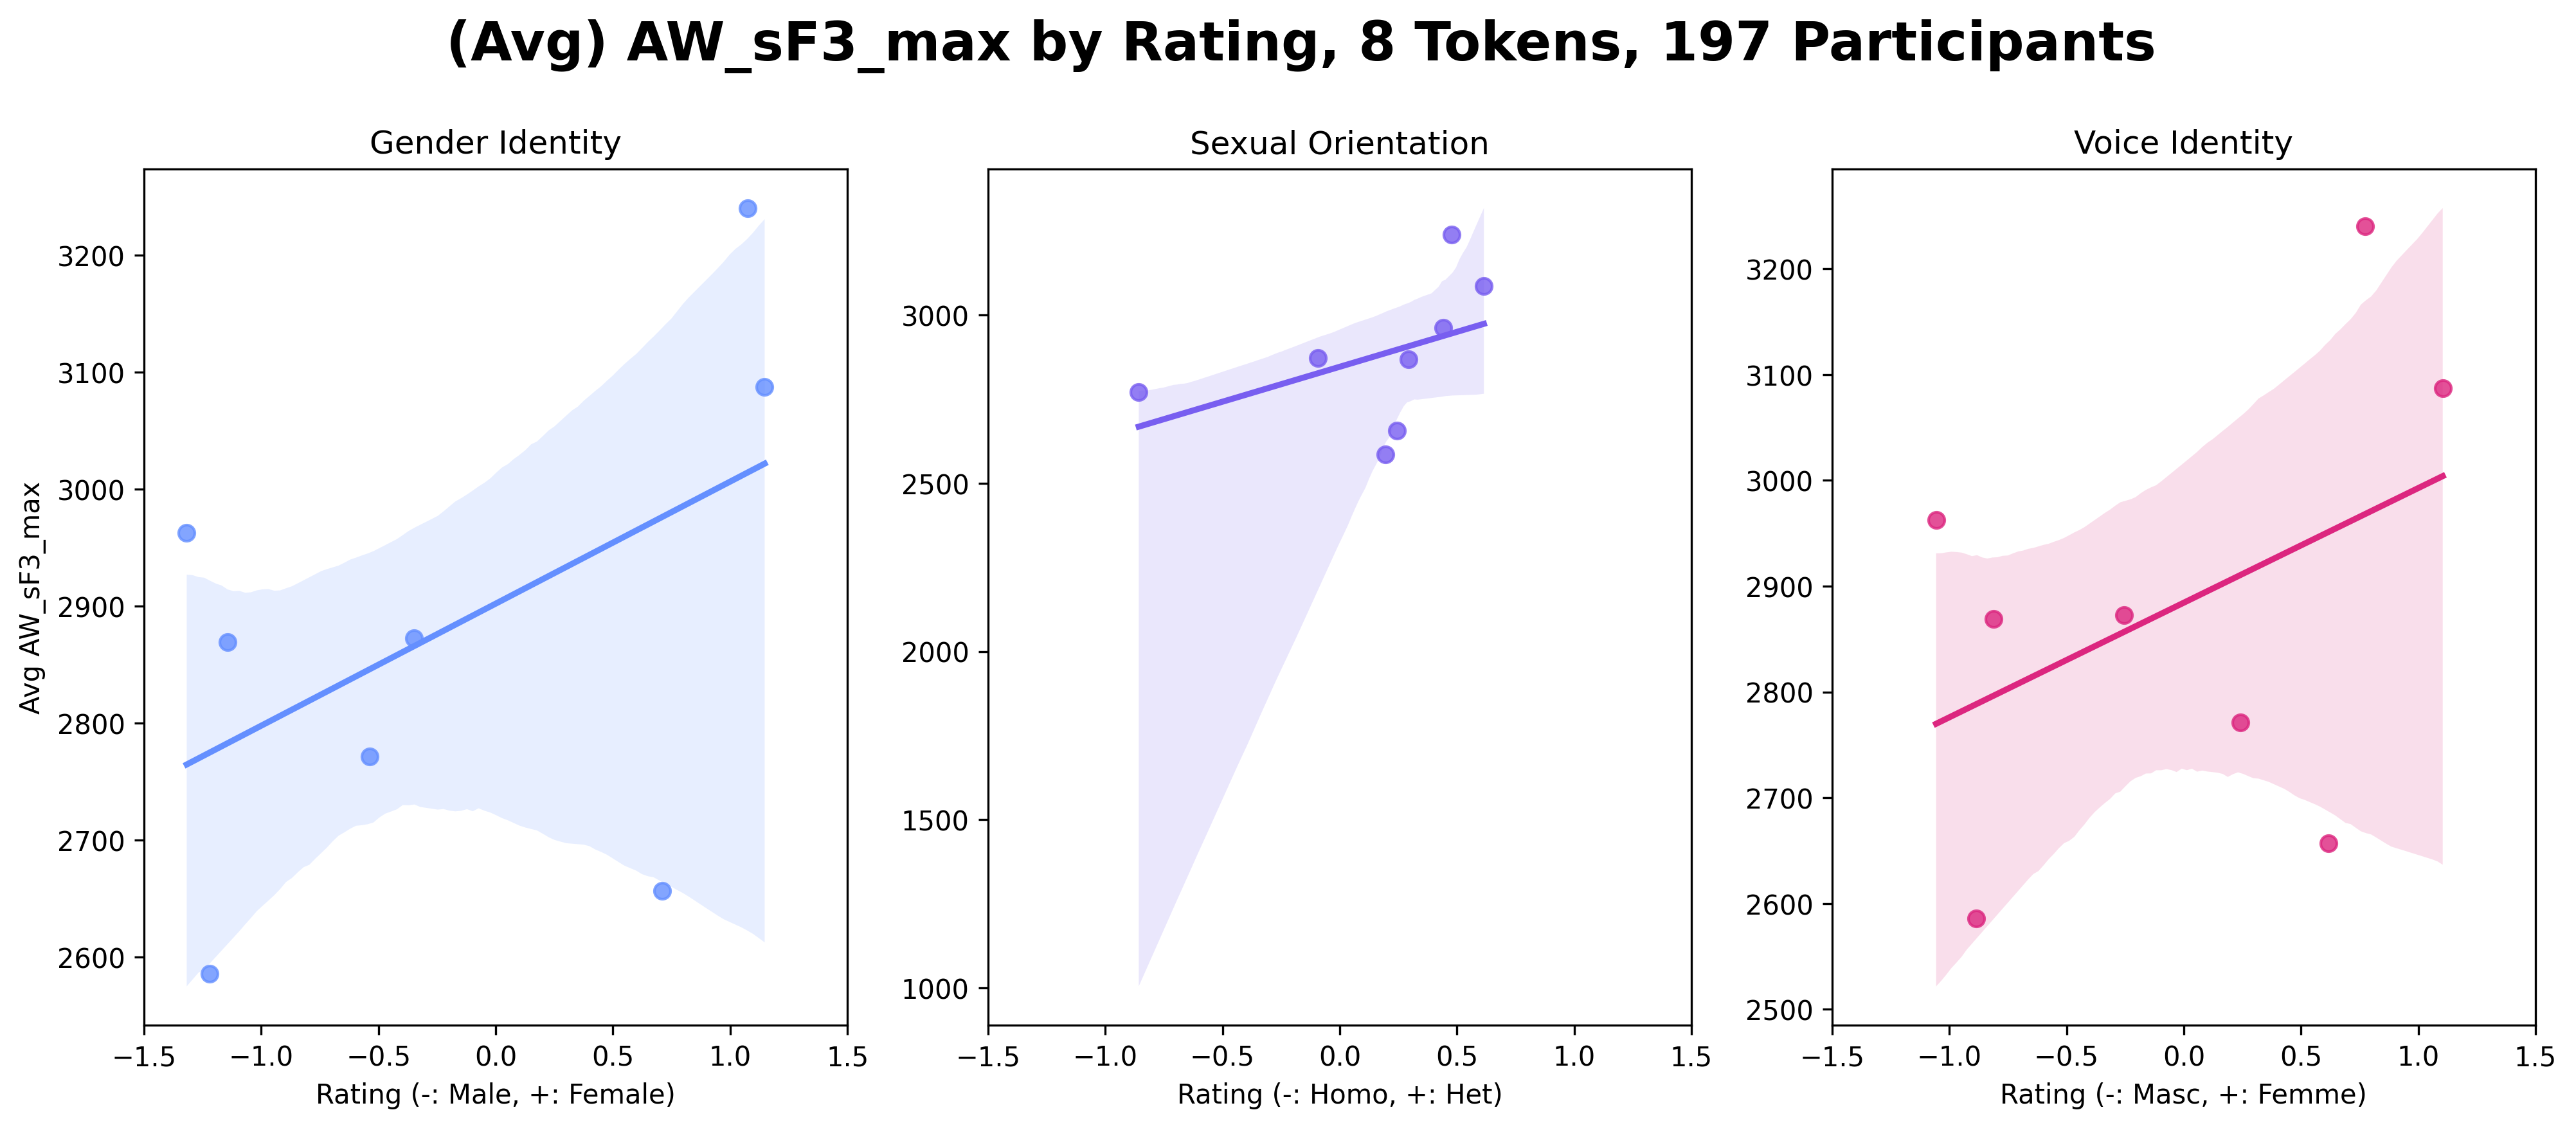 (Avg) AW_sF3_max by Rating, 8 Tokens, 197 Participants
Gender Identity
Avg AW_sF3_max
3200
3100
3000
2900
2800
2700
2600
−1.5 −1.0 −0.5 0.0 0.5 1.0 1.5
Rating (-: Male, +: Female)
Sexual Orientation
3000
2500
2000
1500
1000
−1.5 −1.0 −0.5 0.0 0.5 1.0 1.5
Rating (-: Homo, +: Het)
Voice Identity
3200
3100
3000
2900
2800
2700
2600
2500
−1.5 −1.0 −0.5 0.0 0.5 1.0 1.5
Rating (-: Masc, +: Femme)